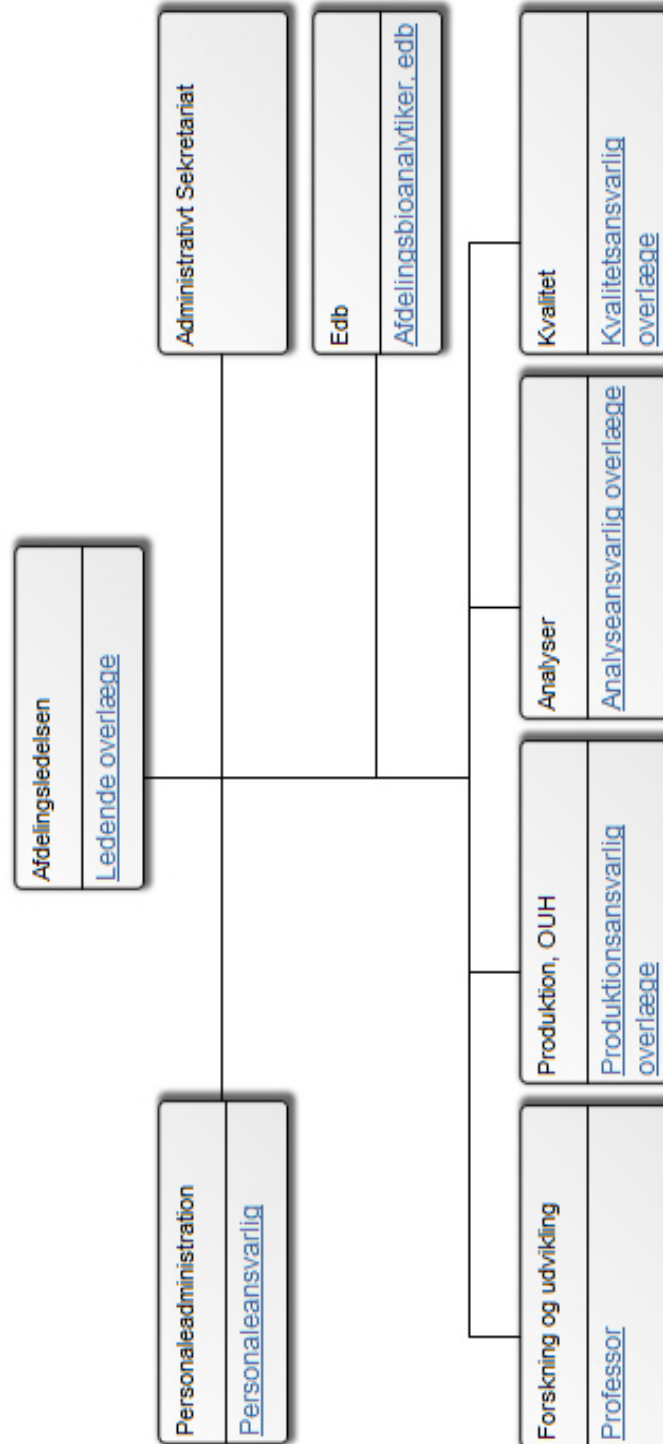 Afdelingsledelsen
Ledende overlæge
Personaleadministration
Personaleansvarlig
Administrativt Sekretariat
Edb
Afdelingsbioanalytiker, edb
Forskning og udvikling
Professor
Produktion, OUH
Produktionsansvarlig
overlæge
Analyser
Analyseansvarlig overlæge
Kvalitet
Kvalitetsansvarlig
overlæge